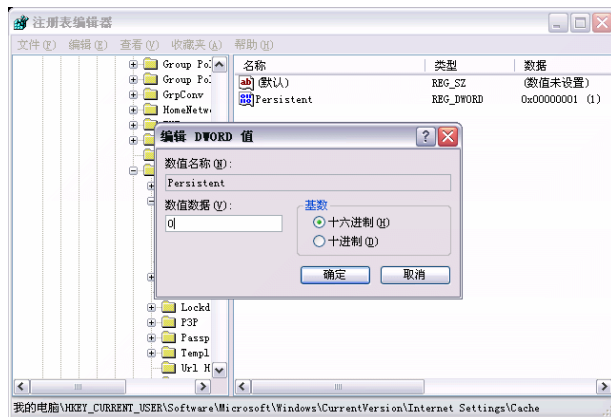 注册表编辑器
文件(F) 编辑(E) 查看(V) 收藏夹(A) 帮助(H)
Group Po
Group Po
GrpConv
HomeNetw
名称 类型 数据
(默认) REG_SZ (数值未设置)
Persistent REG_DWORD 0x00000001 (1)
编辑 DWORD 值
数值名称(N):
Persistent
数值数据(V):
0
基数
十六进制(H)
十进制(D)
确定 取消
Lockd
P3P
Passp
Templ
Url H
我的电脑\HKEY_CURRENT_USER\Software\Microsoft\Windows\CurrentVersion\Internet Settings\Cache